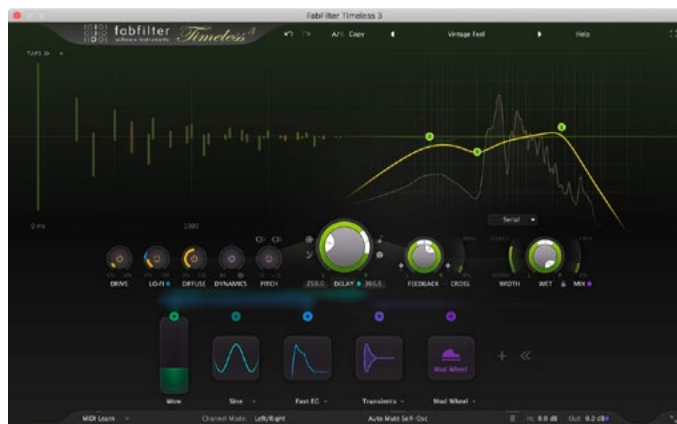 FabFilter Timeless 3
fabfilter Timeless 3
software instruments
A/B Copy
Vintage Feel
Help
TAPS
0 ms
1000
Serial
DRIVE
LO-FI
DIFFUSE
DYNAMICS
PITCH
250.0
DELAY
360.5
FEEDBACK
CROSS
WIDTH
WET
MIX
Wow
Sine
Fast EG
Transients
Mod Wheel
Mod Wheel
MIDI Learn
Channel Mode: Left/Right
Auto Mute Self-Osc
In: 0.0 dB
Out: 0.0 dB